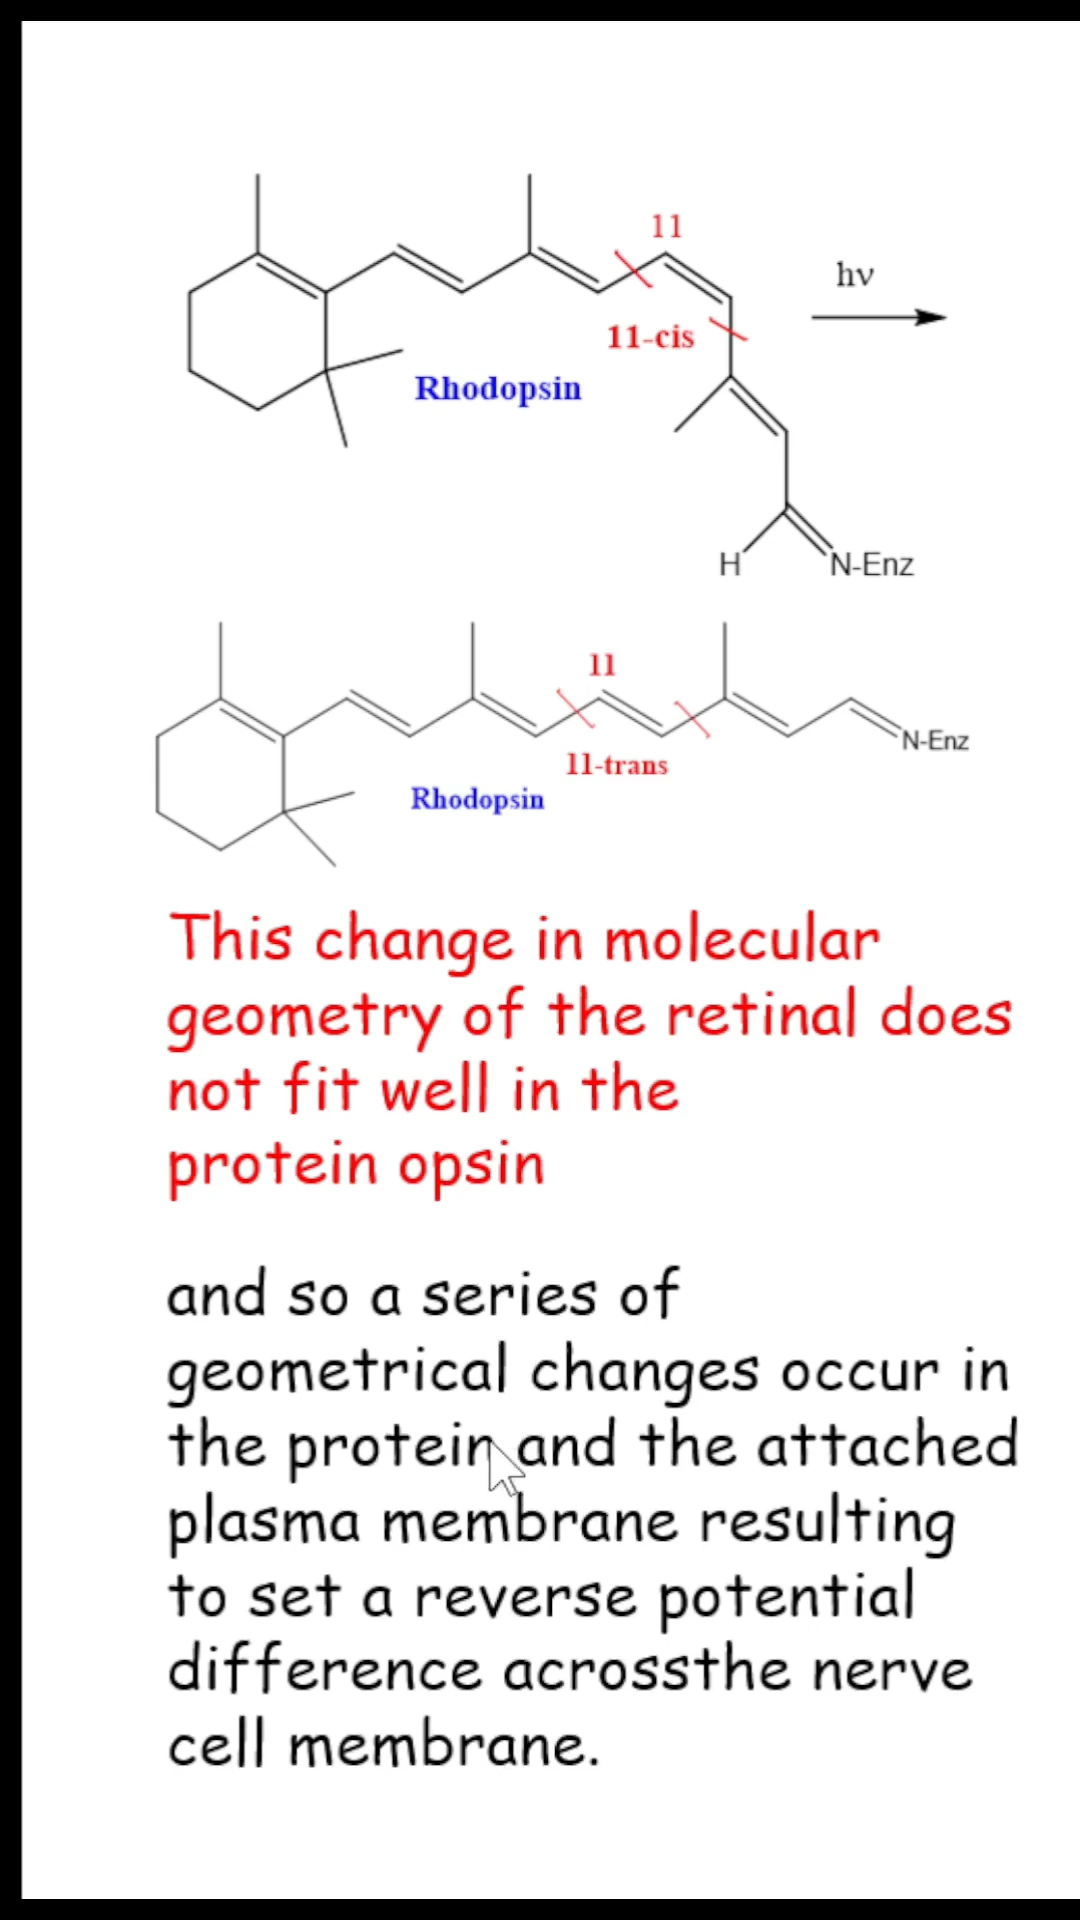 11
hν
11-cis
Rhodopsin
H
N-Enz
11
N-Enz
11-trans
Rhodopsin
This change in molecular
geometry of the retinal does
not fit well in the
protein opsin
and so a series of
geometrical changes occur in
the protein and the attached
plasma membrane resulting
to set a reverse potential
difference acrossthe nerve
cell membrane.